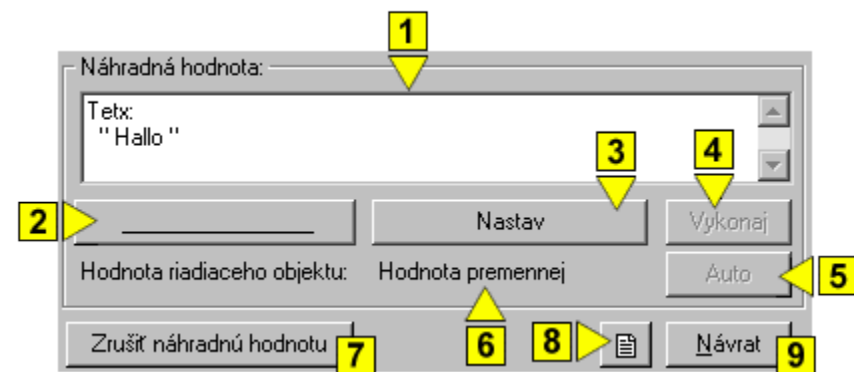 1
Náhradná hodnota:
Tetx:
" Hallo "
3
4
2
Nastav
Vykonaj
Hodnota riadiaceho objektu:
Hodnota premennej
Auto
5
Zrušiť náhradnú hodnotu
7
6
8
Návrat
9